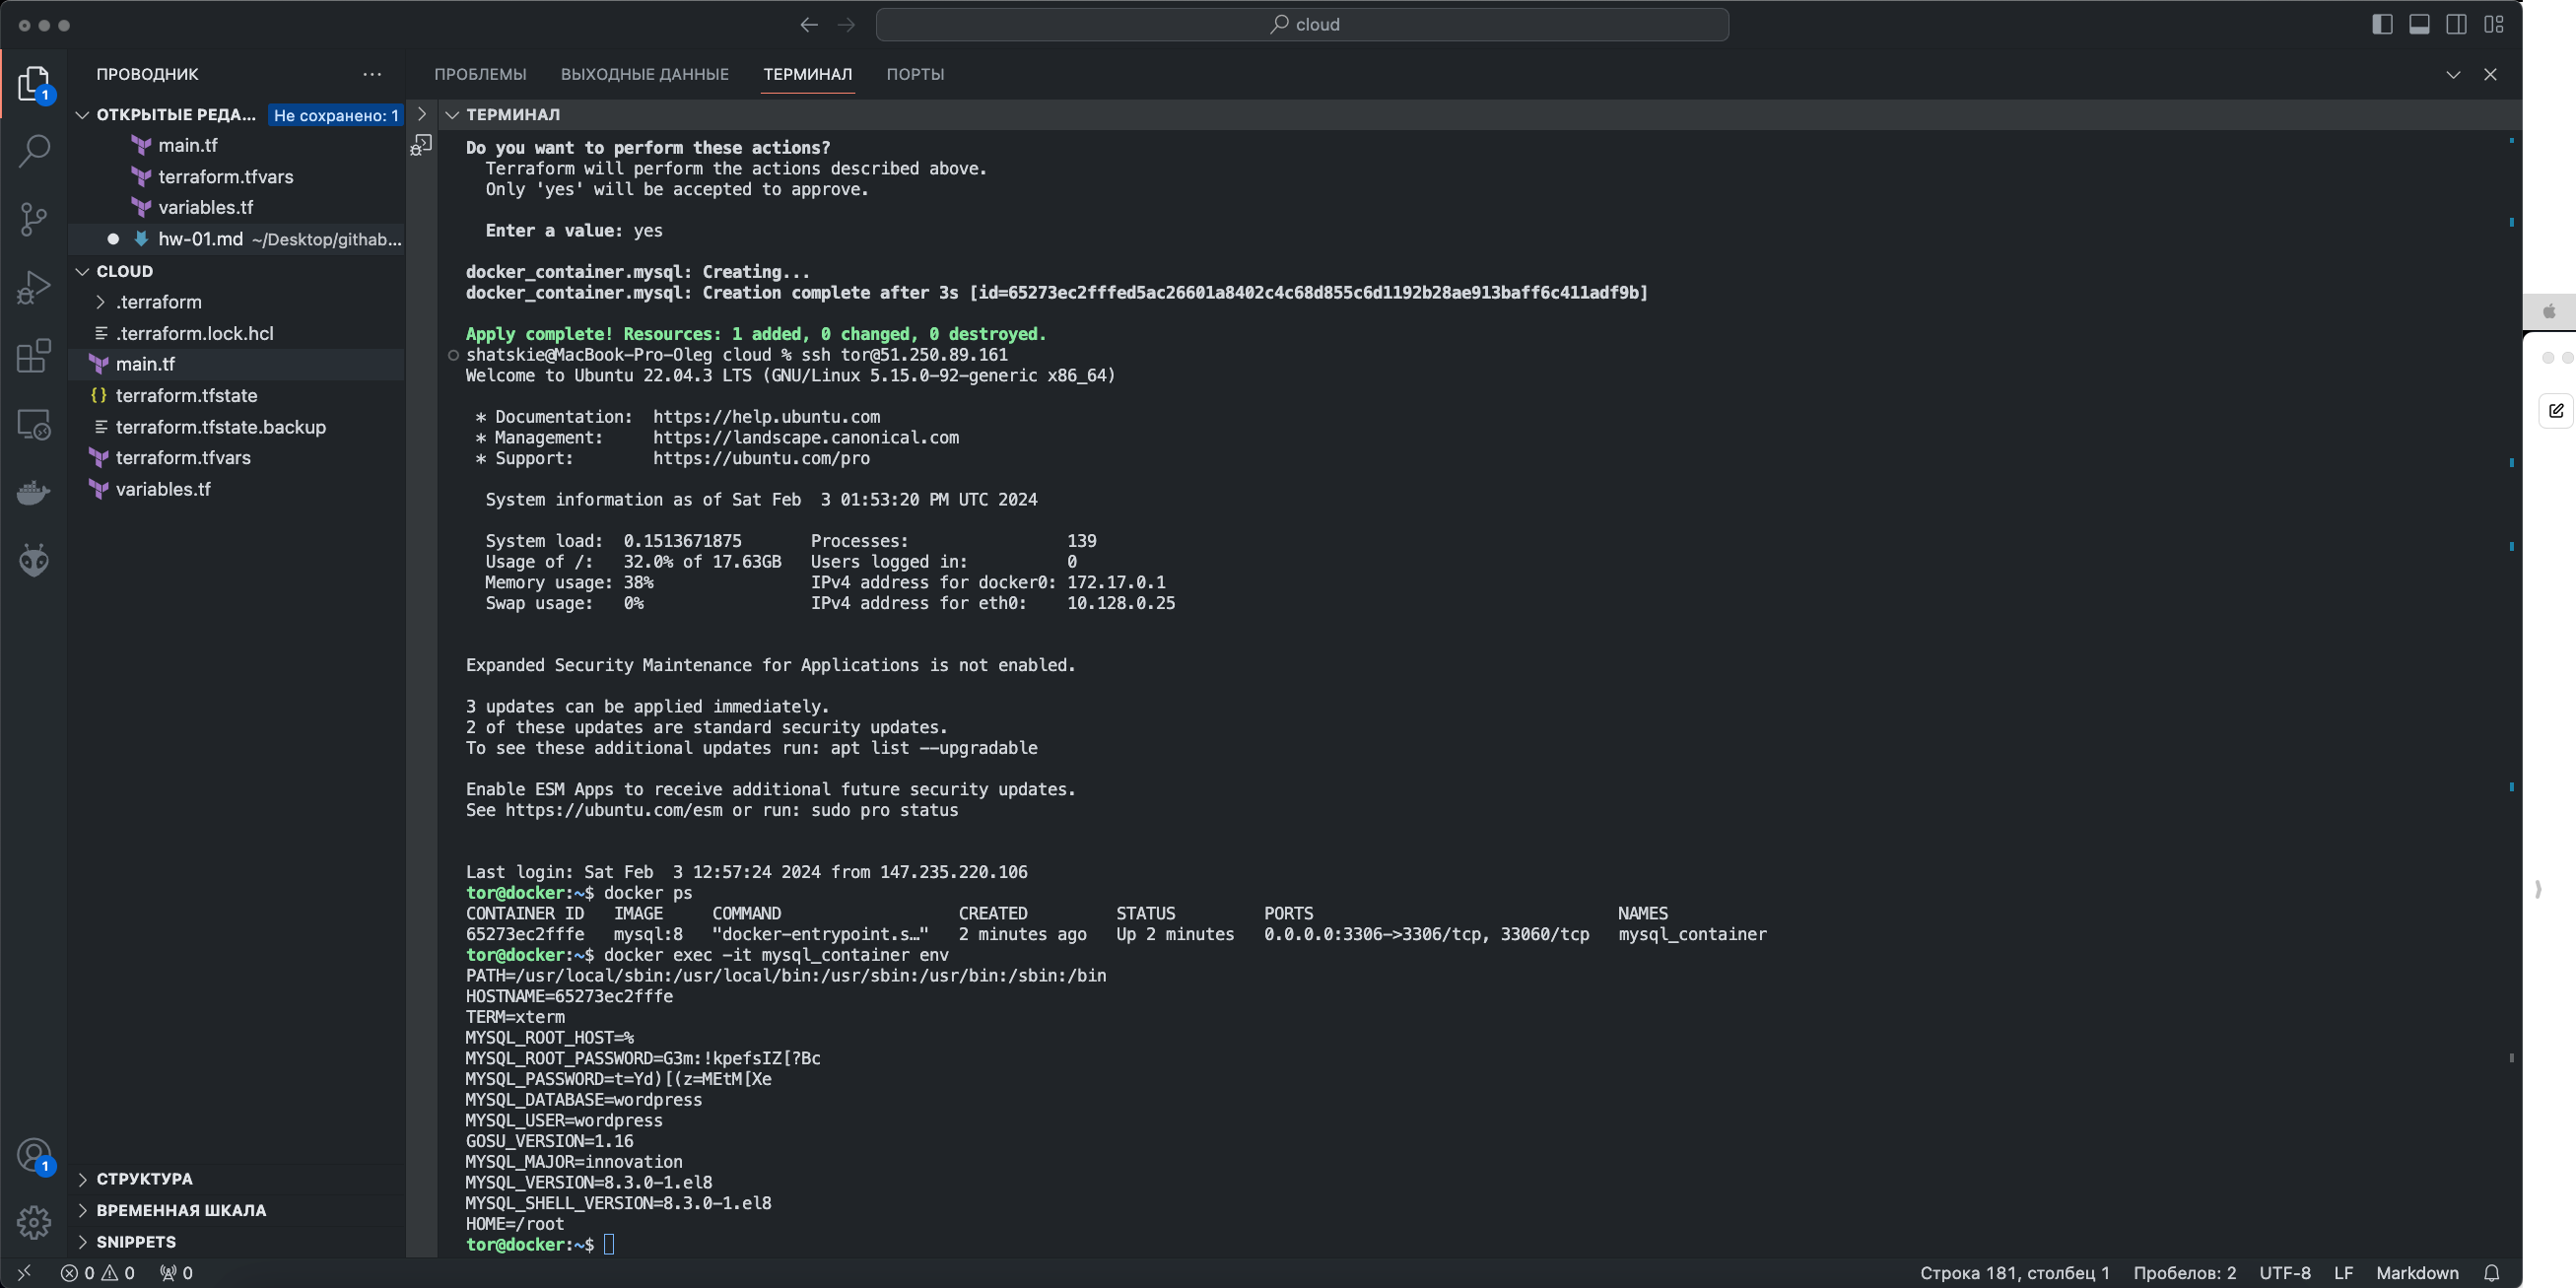 cloud
ПРОВОДНИК
ОТКРЫТЫЕ РЕДА... Не сохранено: 1
main.tf
terraform.tfvars
variables.tf
hw-01.md ~/Desktop/githab...
CLOUD
.terraform
.terraform.lock.hcl
main.tf
terraform.tfstate
terraform.tfstate.backup
terraform.tfvars
variables.tf
СТРУКТУРА
ВРЕМЕННАЯ ШКАЛА
SNIPPETS
1
1
ПРОБЛЕМЫ ВЫХОДНЫЕ ДАННЫЕ ТЕРМИНАЛ ПОРТЫ
ТЕРМИНАЛ
Do you want to perform these actions?
Terraform will perform the actions described above.
Only 'yes' will be accepted to approve.
Enter a value: yes
docker_container.mysql: Creating...
docker_container.mysql: Creation complete after 3s [id=65273ec2fffed5ac26601a8402c4c68d855c6d1192b28ae913baff6c411adf9b]
Apply complete! Resources: 1 added, 0 changed, 0 destroyed.
shatskie@MacBook-Pro-Oleg cloud % ssh tor@51.250.89.161
Welcome to Ubuntu 22.04.3 LTS (GNU/Linux 5.15.0-92-generic x86_64)
* Documentation: https://help.ubuntu.com
* Management: https://landscape.canonical.com
* Support: https://ubuntu.com/pro
System information as of Sat Feb 3 01:53:20 PM UTC 2024
System load: 0.1513671875 Processes: 139
Usage of /: 32.0% of 17.63GB Users logged in: 0
Memory usage: 38% IPv4 address for docker0: 172.17.0.1
Swap usage: 0% IPv4 address for eth0: 10.128.0.25
Expanded Security Maintenance for Applications is not enabled.
3 updates can be applied immediately.
2 of these updates are standard security updates.
To see these additional updates run: apt list --upgradable
Enable ESM Apps to receive additional future security updates.
See https://ubuntu.com/esm or run: sudo pro status
Last login: Sat Feb 3 12:57:24 2024 from 147.235.220.106
tor@docker:~$ docker ps
CONTAINER ID IMAGE COMMAND CREATED STATUS PORTS NAMES
65273ec2fffe mysql:8 "docker-entrypoint.s…" 2 minutes ago Up 2 minutes 0.0.0.0:3306->3306/tcp, 33060/tcp mysql_container
tor@docker:~$ docker exec -it mysql_container env
PATH=/usr/local/sbin:/usr/local/bin:/usr/sbin:/usr/bin:/sbin:/bin
HOSTNAME=65273ec2fffe
TERM=xterm
MYSQL_ROOT_HOST=%
MYSQL_ROOT_PASSWORD=G3m:!kpefsIZ[?Bc
MYSQL_PASSWORD=t=Yd)[(z=MEtM[Xe
MYSQL_DATABASE=wordpress
MYSQL_USER=wordpress
GOSU_VERSION=1.16
MYSQL_MAJOR=innovation
MYSQL_VERSION=8.3.0-1.el8
MYSQL_SHELL_VERSION=8.3.0-1.el8
HOME=/root
tor@docker:~$
0 0 0 Строка 181, столбец 1 Пробелов: 2 UTF-8 LF Markdown